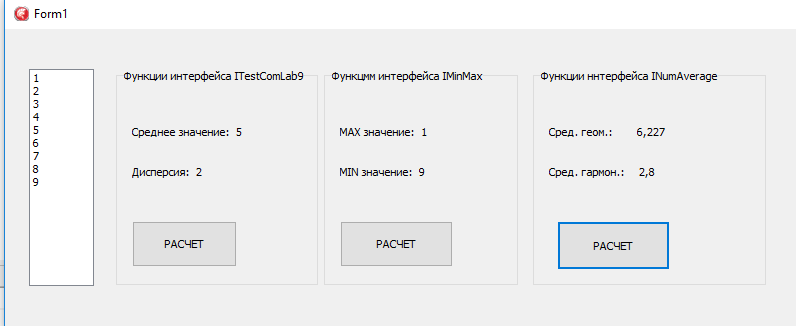 Form1
1
2
3
4
5
6
7
8
9
Функции интерфейса ITestComLab9
Среднее значение: 5
Дисперсия: 2
РАСЧЕТ
Функцмм интерфейса IMinMax
MAX значение: 1
MIN значение: 9
РАСЧЕТ
Функции ннтерфейса INumAverage
Сред. геом.: 6,227
Сред. гармон.: 2,8
РАСЧЕТ